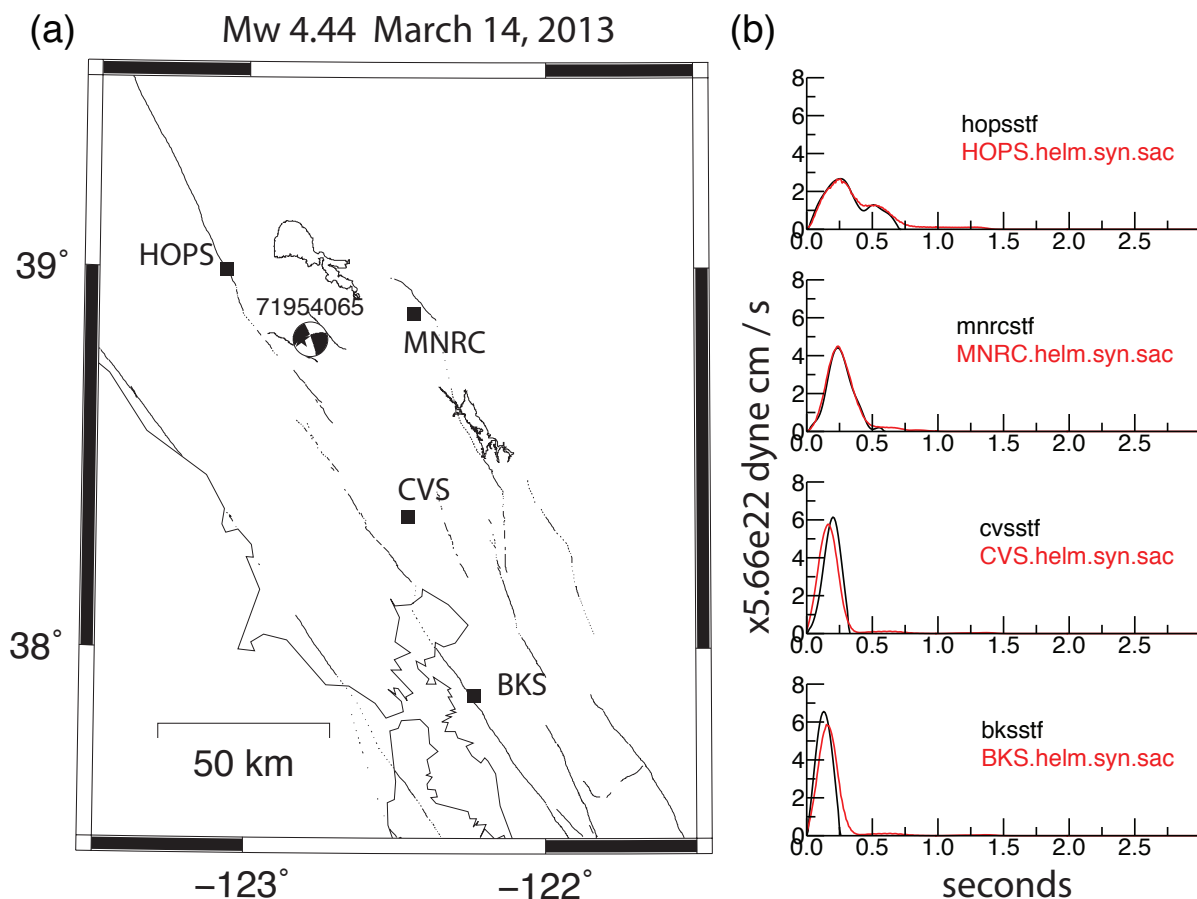 (a)
Mw 4.44 March 14, 2013
39°
38°
−123°
−122°
HOPS
71954065
MNRC
CVS
BKS
50 km
(b)
x5.66e22 dyne cm / s
8
6
4
2
0
hopsstf
HOPS.helm.syn.sac
0.0 0.5 1.0 1.5 2.0 2.5
8
6
4
2
0
mnrcstf
MNRC.helm.syn.sac
0.0 0.5 1.0 1.5 2.0 2.5
8
6
4
2
0
cvsstf
CVS.helm.syn.sac
0.0 0.5 1.0 1.5 2.0 2.5
8
6
4
2
0
bksstf
BKS.helm.syn.sac
0.0 0.5 1.0 1.5 2.0 2.5
seconds